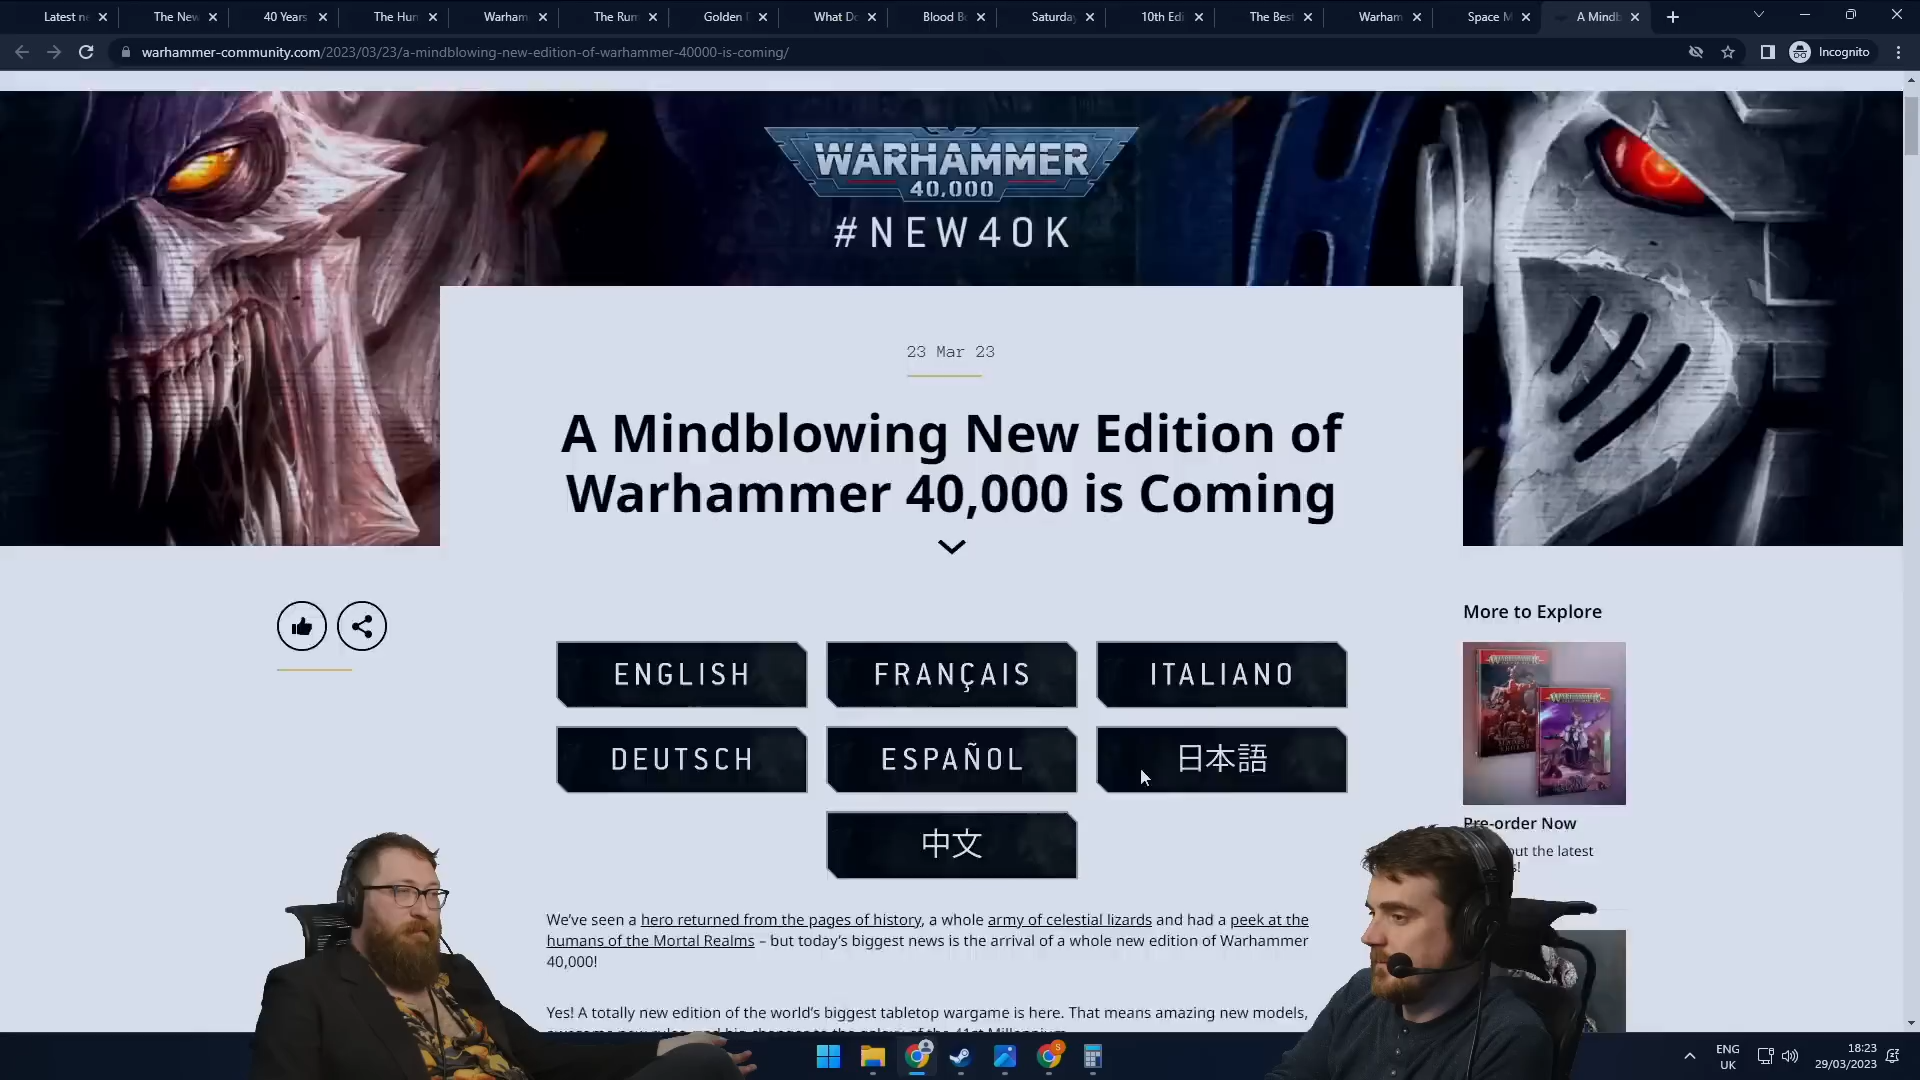 Latest n
The New
40 Years
The Hun
Warham
The Rum
Golden
What D
Blood B
Saturday
10th Edi
The Best
Warham
Space M
A Mindb
warhammer-community.com/2023/03/23/a-mindblowing-new-edition-of-warhammer-40000-is-coming/
Incognito
WARHAMMER
40,000
#NEW40K
23 Mar 23
A Mindblowing New Edition of
Warhammer 40,000 is Coming
More to Explore
ENGLISH
FRANÇAIS
ITALIANO
DEUTSCH
ESPAÑOL
日本語
中文
Pre-order Now
out the latest
We've seen a hero returned from the pages of history, a whole army of celestial lizards and had a peek at the
humans of the Mortal Realms – but today's biggest news is the arrival of a whole new edition of Warhammer
40,000!
Yes! A totally new edition of the world's biggest tabletop wargame is here. That means amazing new models,
ENG
UK
18:23
29/03/2023